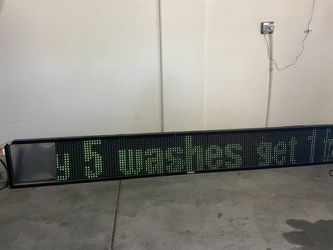 y 5 washes get 1 f